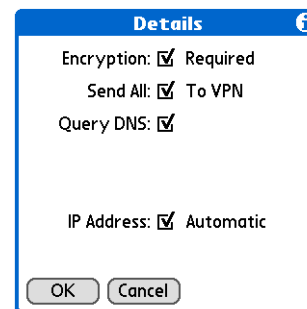 Details
Encryption: Required
Send All: To VPN
Query DNS:
IP Address: Automatic
OK Cancel